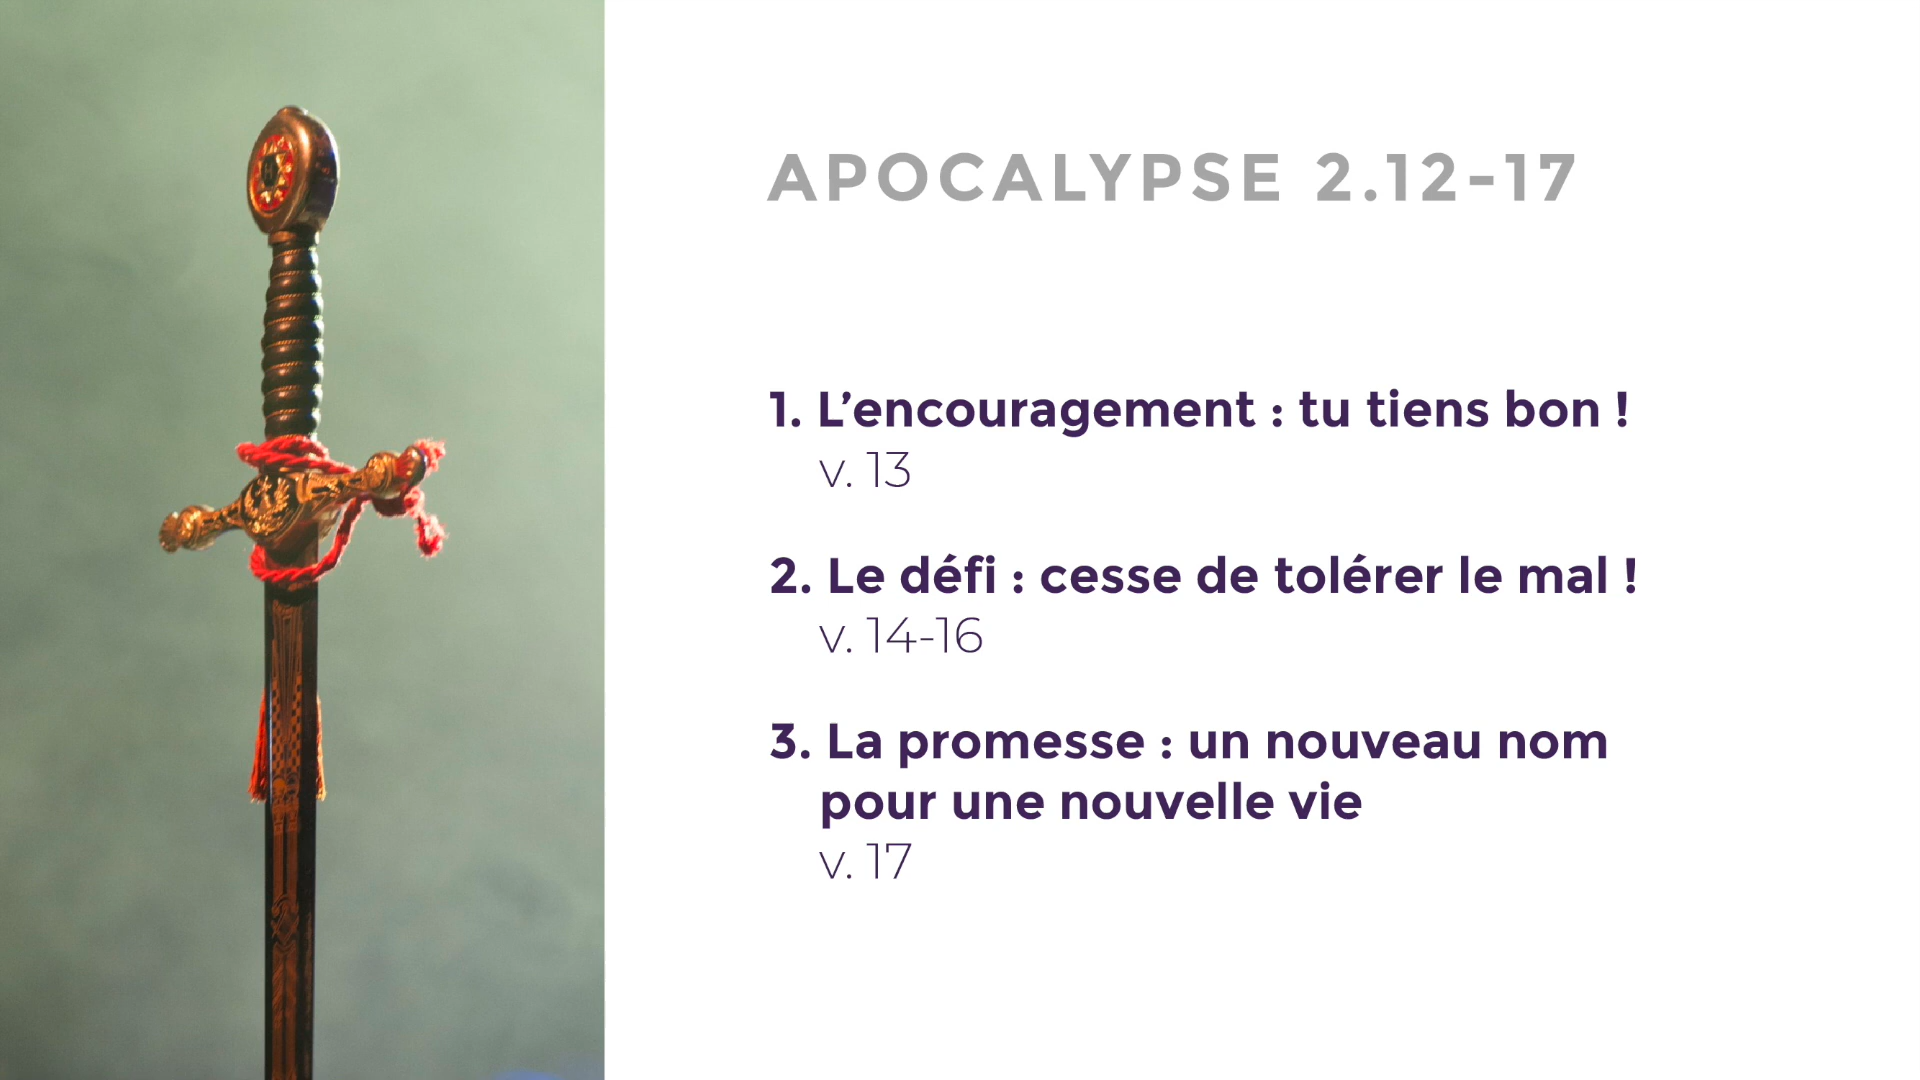 APOCALYPSE 2.12-17
1. L’encouragement : tu tiens bon !
v. 13
2. Le défi : cesse de tolérer le mal !
v. 14-16
3. La promesse : un nouveau nom
pour une nouvelle vie
v. 17